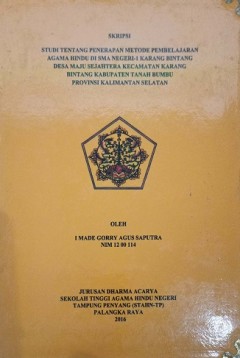 SKRIPSI
STUDI TENTANG PENERAPAN METODE PEMBELAJARAN
AGAMA HINDU DI SMA NEGERI-1 KARANG BINTANG
DESA MAJU SEJAHTERA KECAMATAN KARANG
BINTANG KABUPATEN TANAH BUMBU
PROVINSI KALIMANTAN SELATAN
OLEH
I MADE GORRY AGUS SAPUTRA
NIM 12 00 114
JURUSAN DHARMA ACARYA
SEKOLAH TINGGI AGAMA HINDU NEGERI
TAMPUNG PENYANG (STAHN-TP)
PALANGKA RAYA
2016